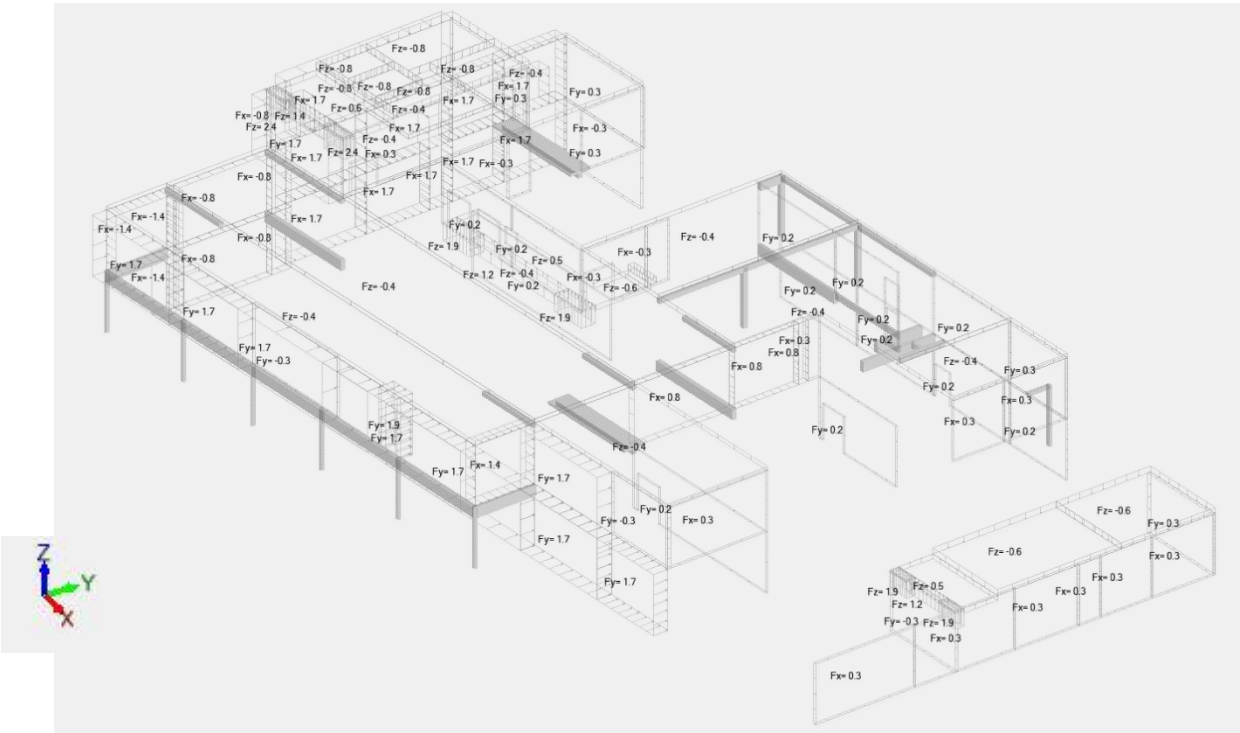 Fz= -0.8
Fz= -0.8
Fz= -0.8
Fz= -0.4
Fz= -0.8
Fz= -0.8
Fz= -0.8
Fx= 1.7
Fy= 0.3
Fy= 0.3
Fx= 1.7
Fz= 0.6
Fz= -0.4
Fx= 1.7
Fx= -0.8
Fz= 1.4
Fz= 2.4
Fx= 1.7
Fx= -0.3
Fy= 1.7
Fz= -0.4
Fx= 1.7
Fx= 1.7
Fz= 2.4
Fx= 0.3
Fy= 0.3
Fx= 1.7
Fx= -0.3
Fx= -0.8
Fx= 1.7
Fx= 1.7
Fx= -0.8
Fx= -1.4
Fx= 1.7
Fx= -1.4
Fx= -0.8
Fy= 0.2
Fz= -0.4
Fy= 0.2
Fz= 1.9
Fy= 0.2
Fx= -0.3
Fx= -0.8
Fz= 0.5
Fy= 1.7
Fx= -1.4
Fz= 1.2
Fz= -0.4
Fx= -0.3
Fy= 0.2
Fz= -0.4
Fy= 0.2
Fz= -0.6
Fy= 0.2
Fy= 1.7
Fz= -0.4
Fz= 1.9
Fz= -0.4
Fy= 0.2
Fy= 0.2
Fy= 1.7
Fy= -0.3
Fx= 0.3
Fx= 0.8
Fy= 0.2
Fx= 0.8
Fz= -0.4
Fy= 0.3
Fy= 0.2
Fx= 0.8
Fx= 0.3
Fy= 1.9
Fy= 1.7
Fx= 0.3
Fy= 0.2
Fy= 0.2
Fz= -0.4
Fy= 1.7
Fx= 1.4
Fy= 1.7
Fy= 0.2
Fy= -0.3
Fx= 0.3
Fz= -0.6
Fy= 0.3
Fy= 1.7
Fz= -0.6
Fx= 0.3
Fy= 1.7
Fx= 0.3
Fz= 0.5
Fx= 0.3
Fz= 1.9
Fz= 1.2
Fx= 0.3
Fy= -0.3
Fz= 1.9
Fx= 0.3
Fx= 0.3
Z
Y
X